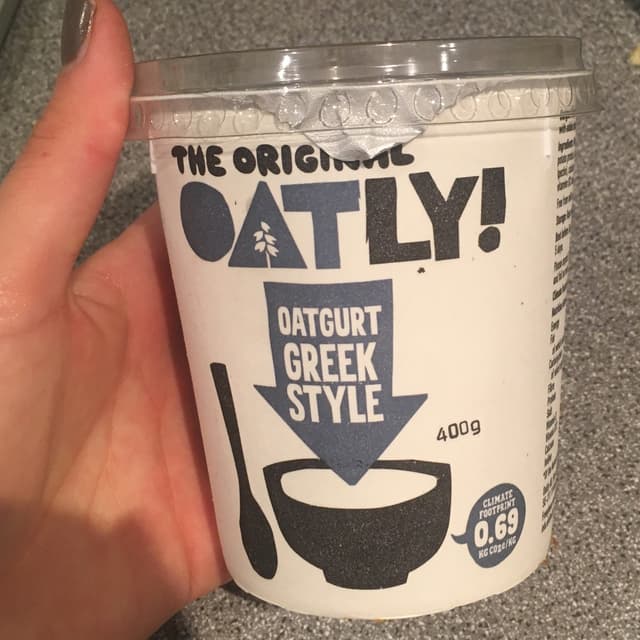 THE ORIGINAL
OATLY!
OATGURT
GREEK
STYLE
400g
CLIMATE
FOOTPRINT
0.69
KG CO2e/KG